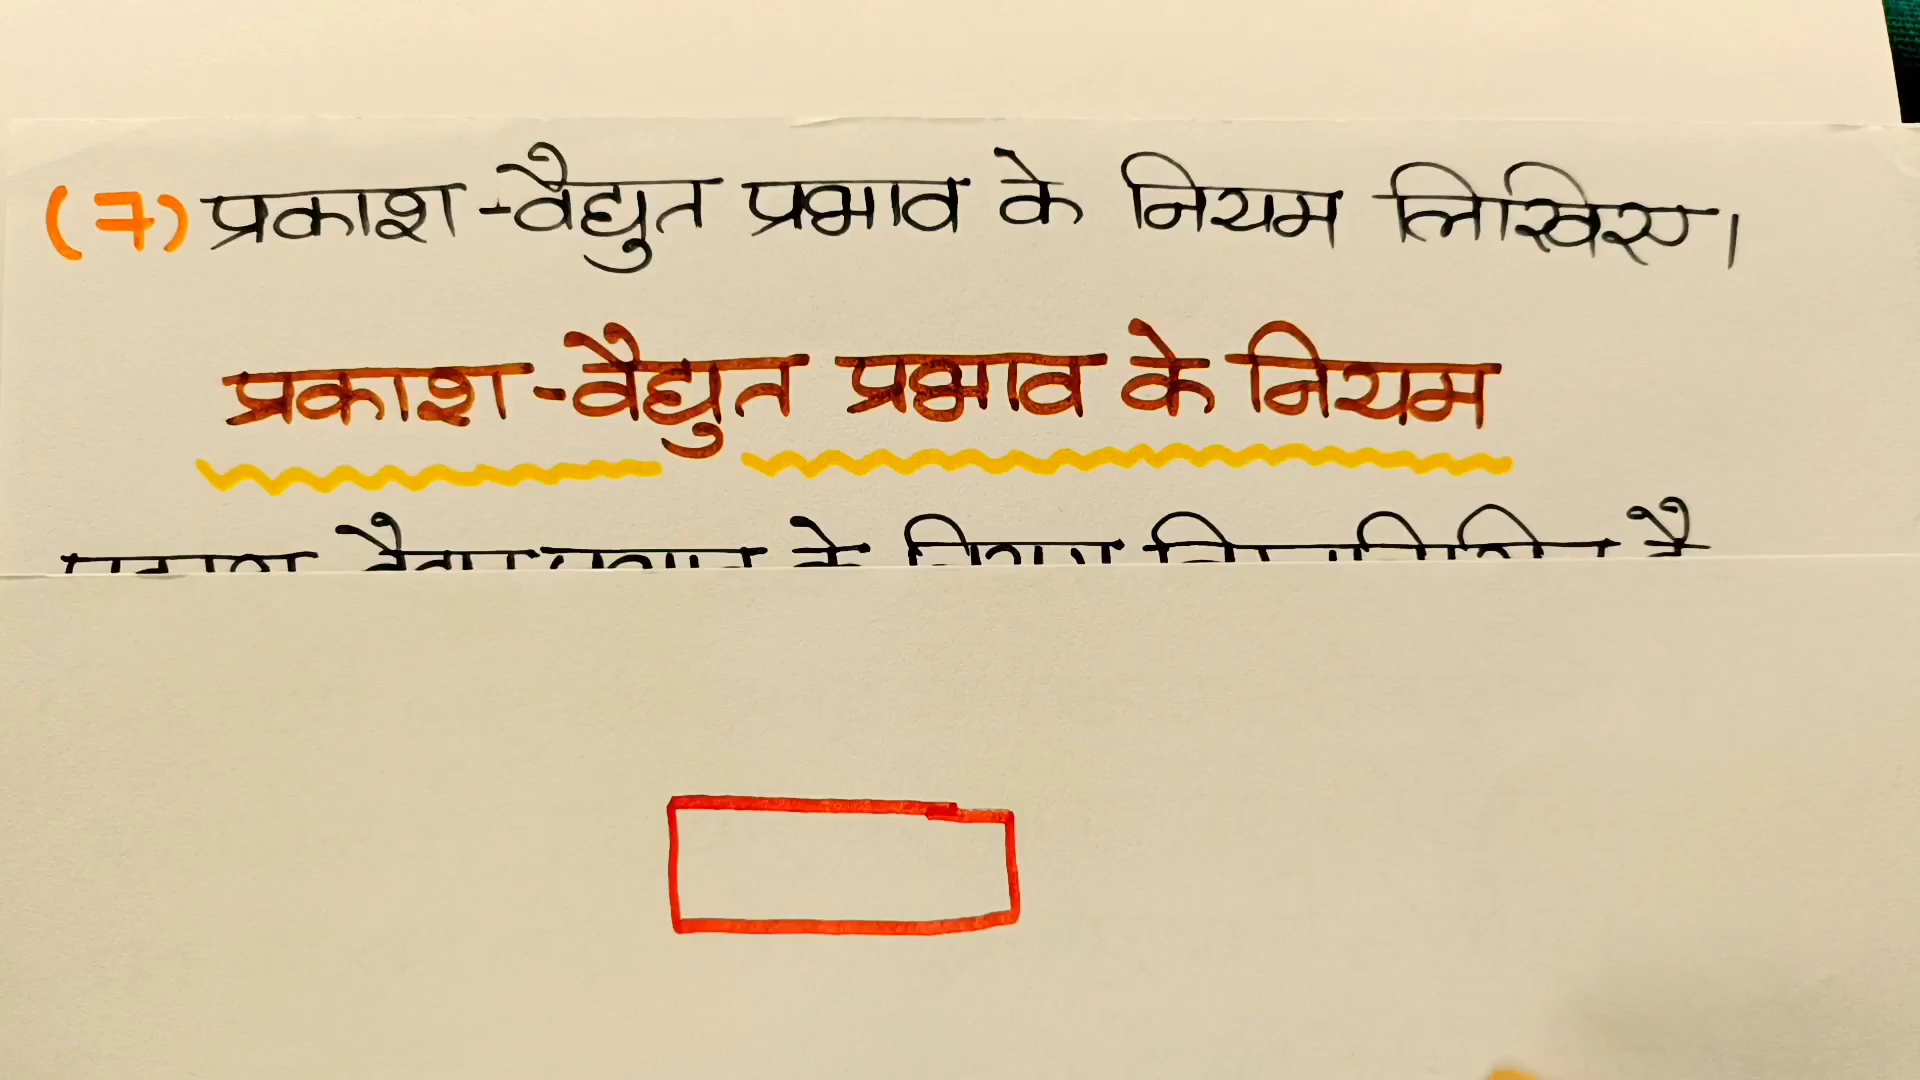 (7) प्रकाश-वैद्युत प्रभाव के नियम लिखिए।
प्रकाश-वैद्युत प्रभाव के नियम